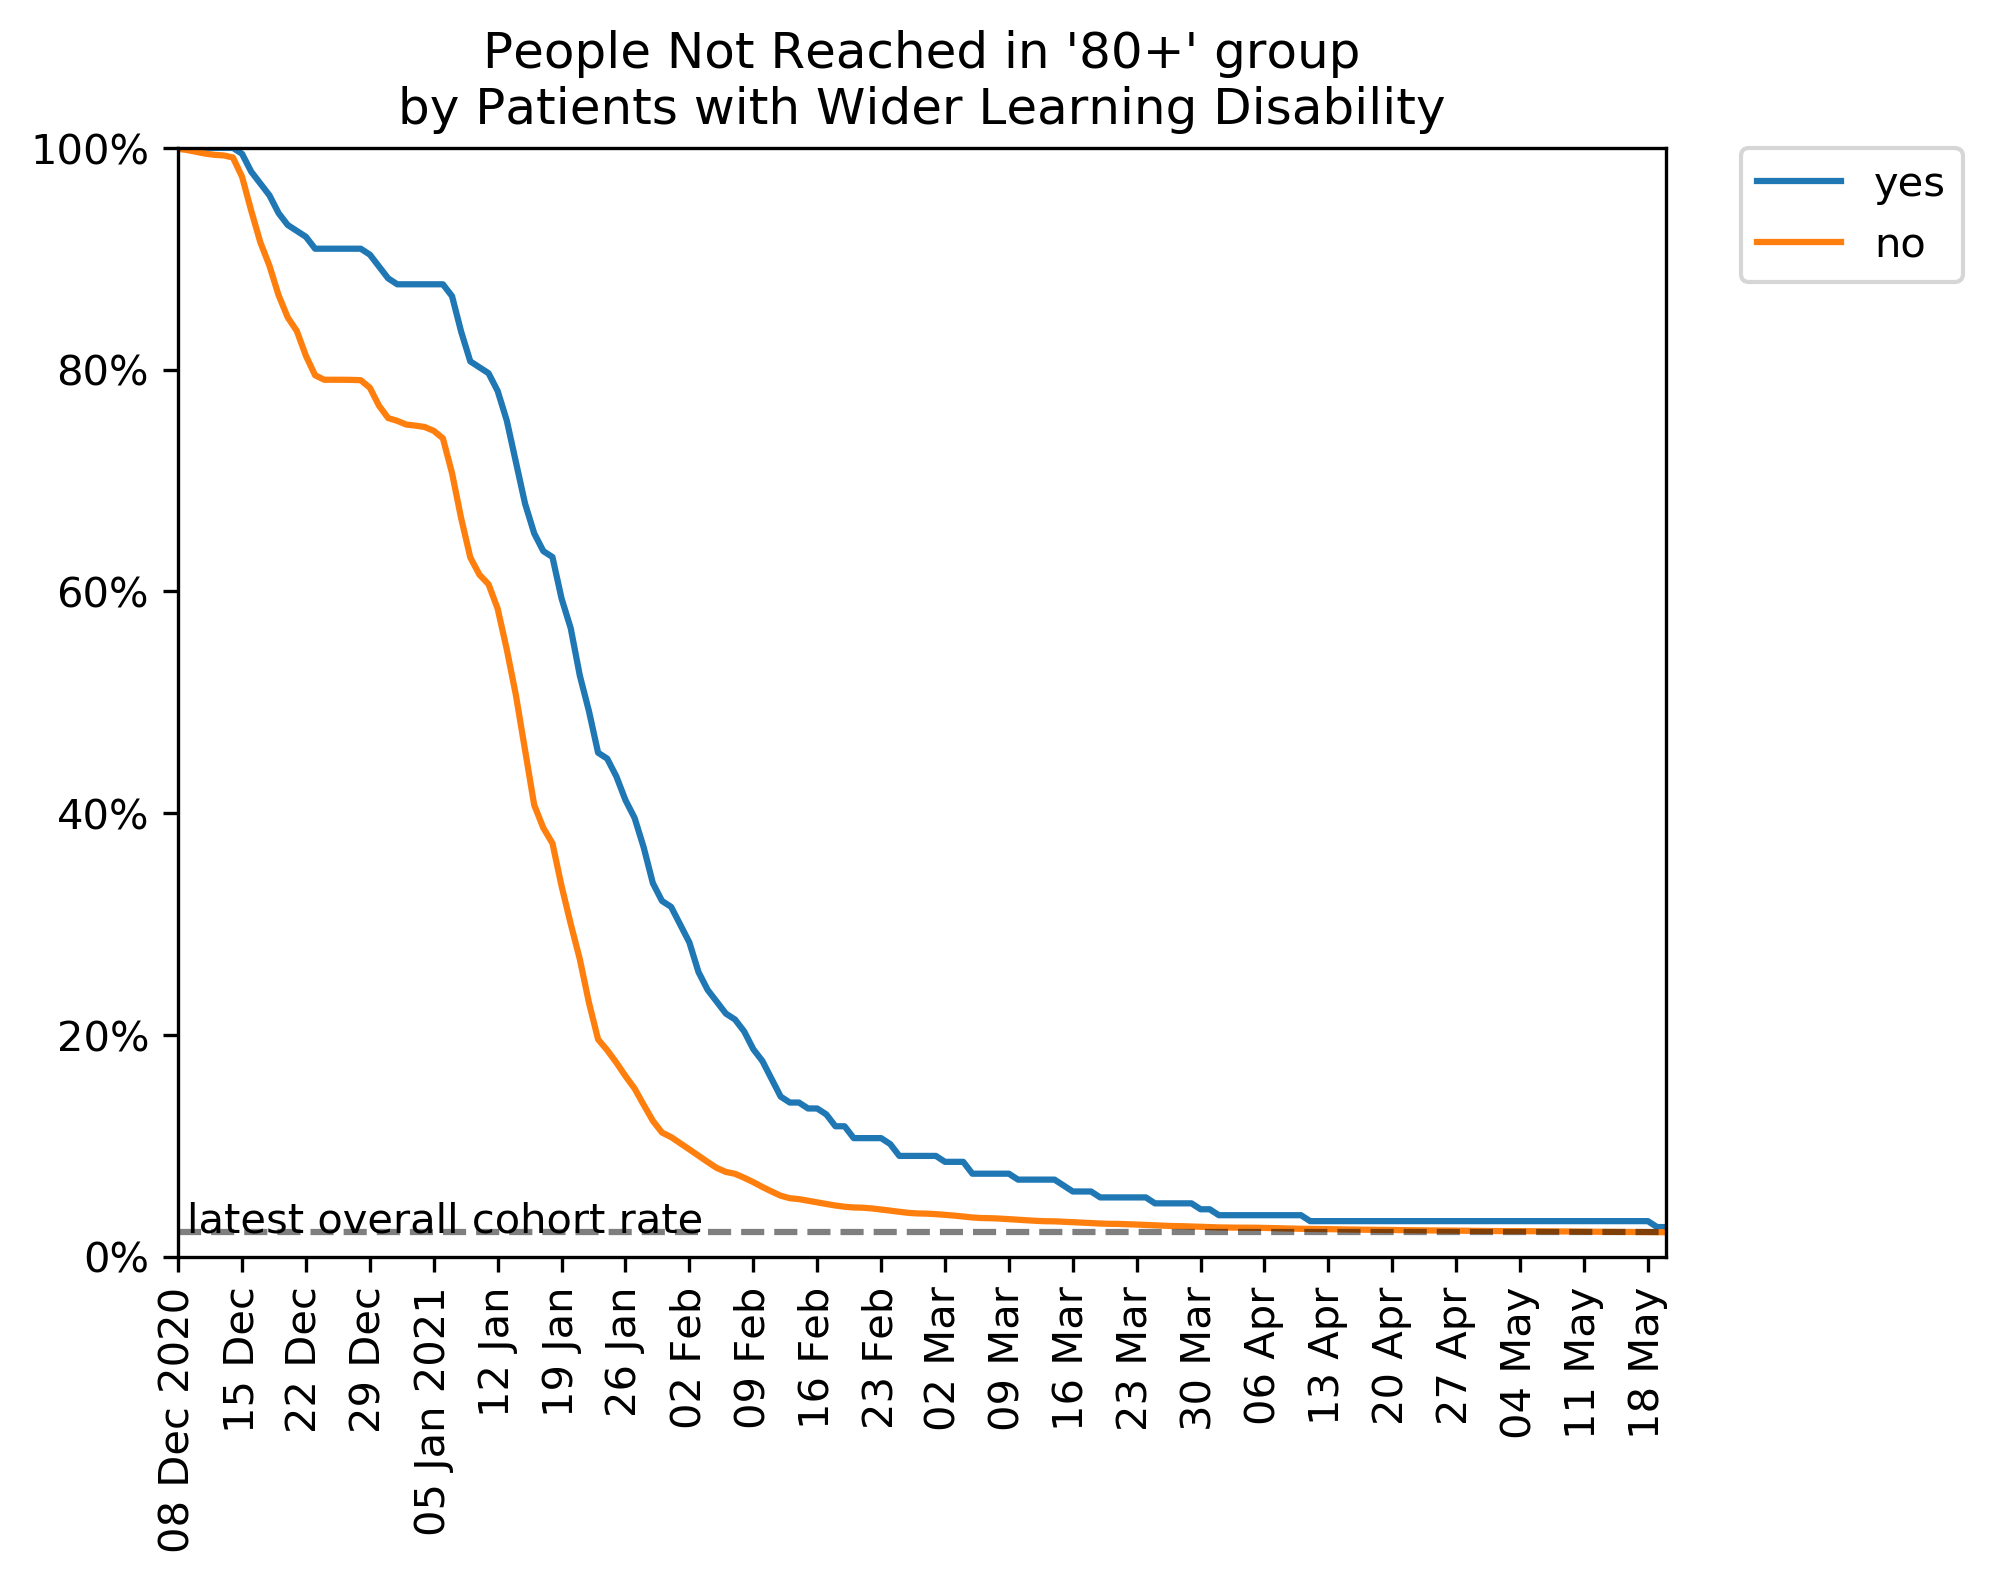 People Not Reached in '80+' group
by Patients with Wider Learning Disability
100%
80%
60%
40%
20%
0%
yes
no
latest overall cohort rate
08 Dec 2020
15 Dec
22 Dec
29 Dec
05 Jan 2021
12 Jan
19 Jan
26 Jan
02 Feb
09 Feb
16 Feb
23 Feb
02 Mar
09 Mar
16 Mar
23 Mar
30 Mar
06 Apr
13 Apr
20 Apr
27 Apr
04 May
11 May
18 May